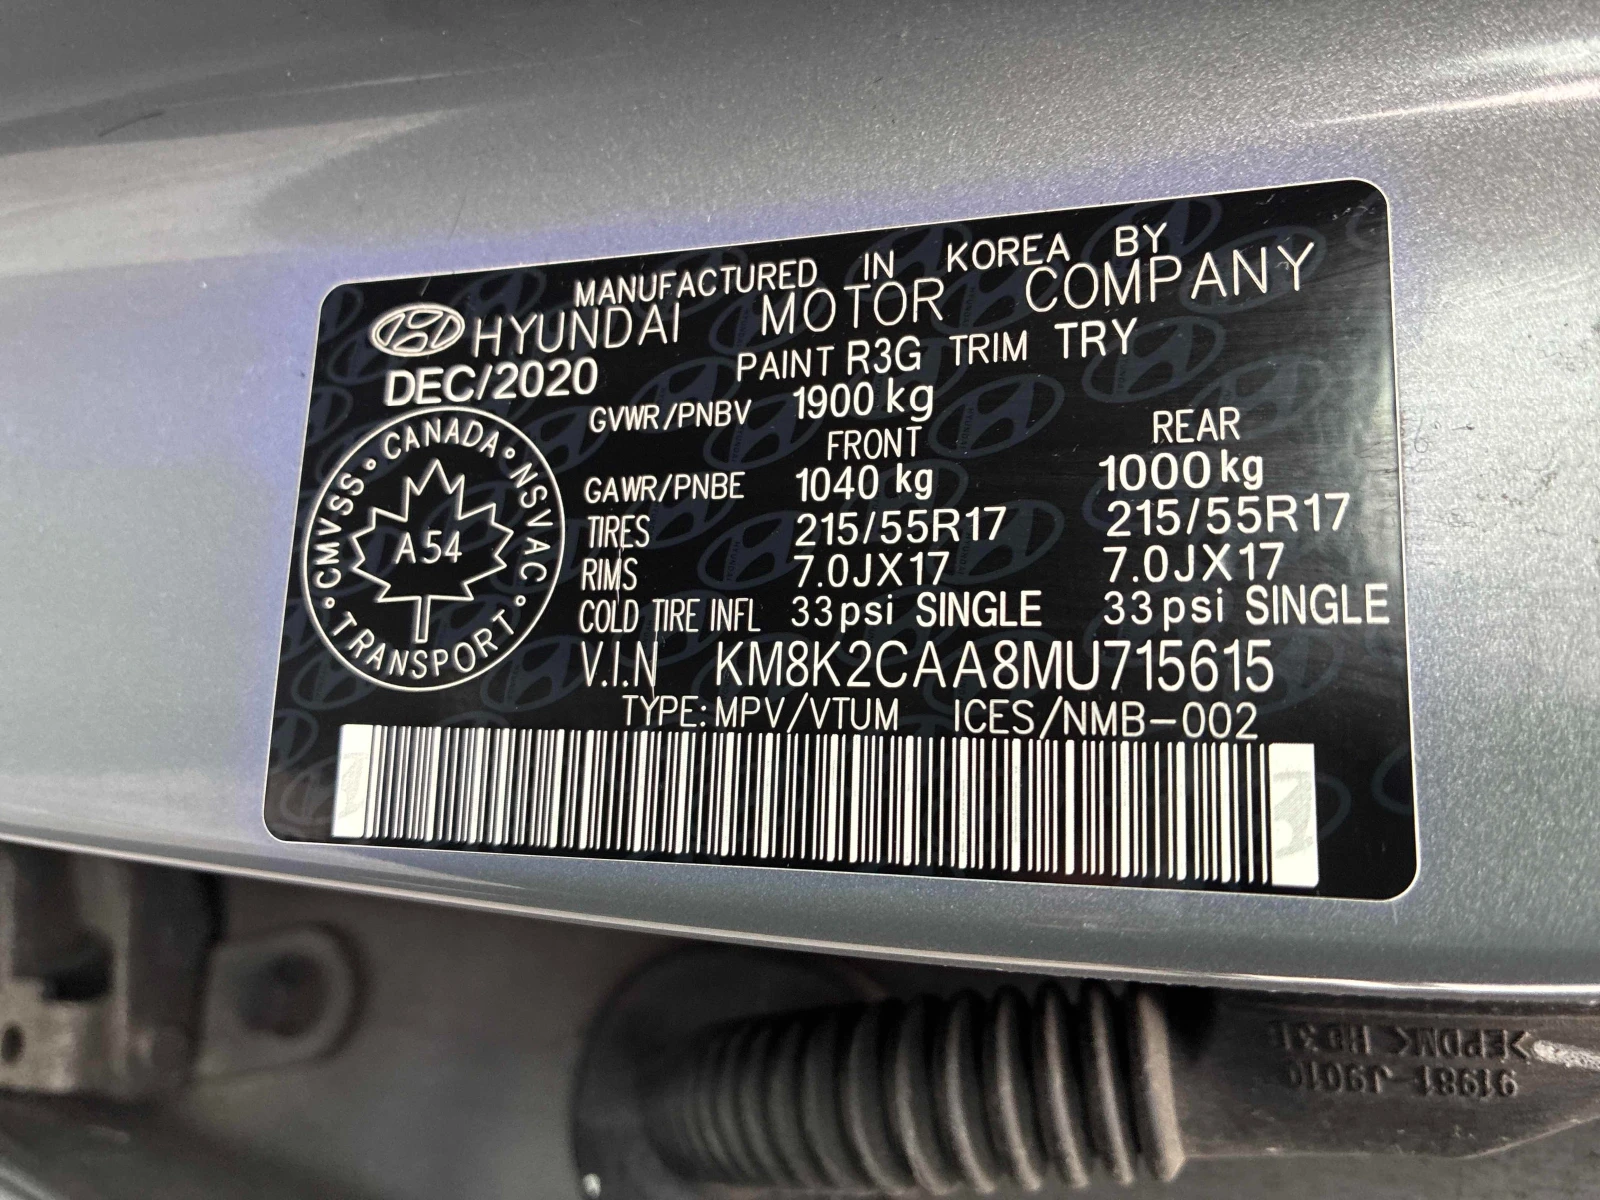 MANUFACTURED IN KOREA BY
HYUNDAI MOTOR COMPANY
DEC/2020 PAINT R3G TRIM TRY
GVWR/PNBV 1900 kg
FRONT REAR
GAWR/PNBE 1040 kg 1000 kg
TIRES 215/55R17 215/55R17
RIMS 7.0JX17 7.0JX17
COLD TIRE INFL 33psi SINGLE 33psi SINGLE
V.I.N KM8K2CAA8MU715615
TYPE: MPV/VTUM ICES/NMB-002
CANADA
CMVSS NSVAC
A54
TRANSPORT
>EPDM<